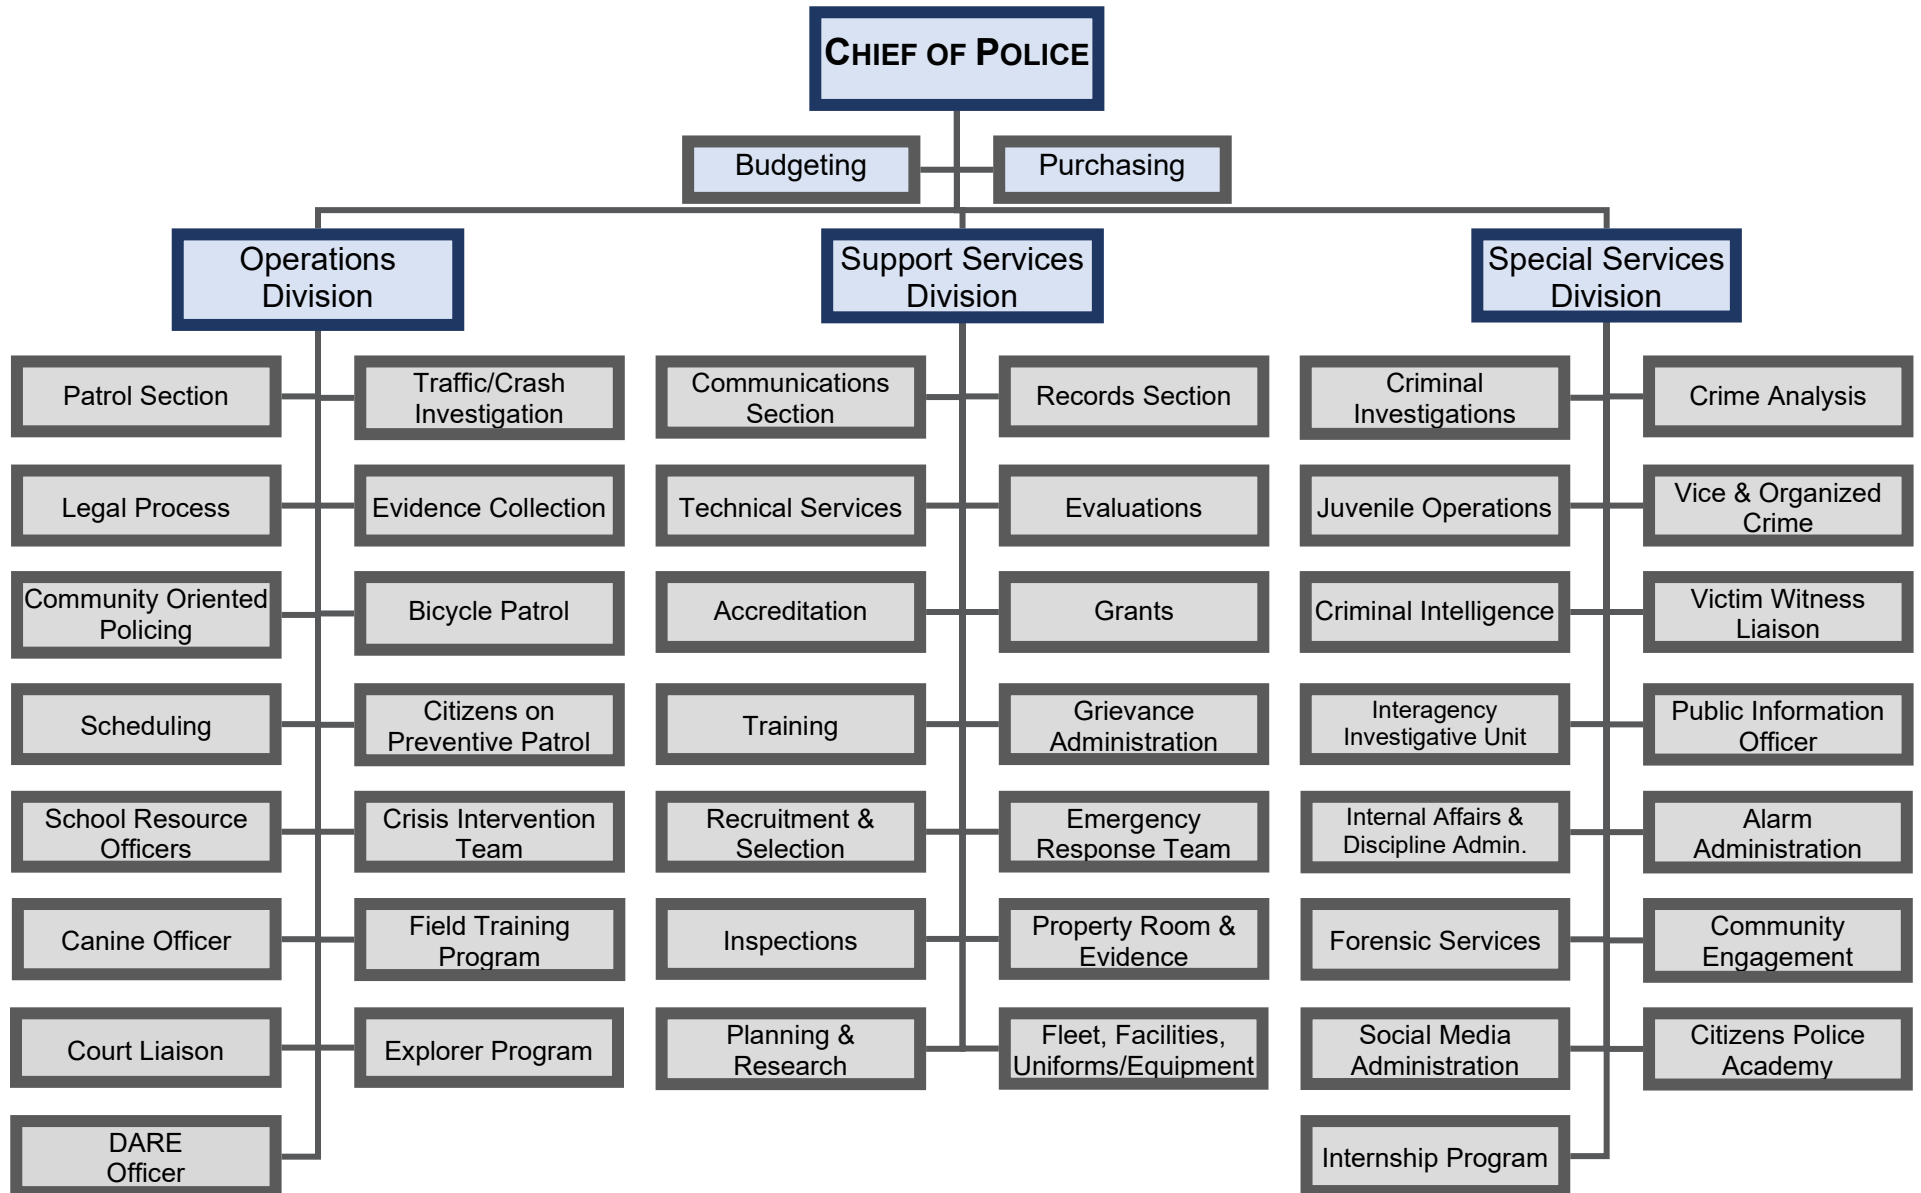 CHIEF OF POLICE
Budgeting
Purchasing
Operations
Division
Support Services
Division
Special Services
Division
Patrol Section
Traffic/Crash
Investigation
Legal Process
Evidence Collection
Community Oriented
Policing
Bicycle Patrol
Scheduling
Citizens on
Preventive Patrol
School Resource
Officers
Crisis Intervention
Team
Canine Officer
Field Training
Program
Court Liaison
Explorer Program
DARE
Officer
Communications
Section
Records Section
Technical Services
Evaluations
Accreditation
Grants
Training
Grievance
Administration
Recruitment &
Selection
Emergency
Response Team
Inspections
Property Room &
Evidence
Planning &
Research
Fleet, Facilities,
Uniforms/Equipment
Criminal
Investigations
Crime Analysis
Juvenile Operations
Vice & Organized
Crime
Criminal Intelligence
Victim Witness
Liaison
Interagency
Investigative Unit
Public Information
Officer
Internal Affairs &
Discipline Admin.
Alarm
Administration
Forensic Services
Community
Engagement
Social Media
Administration
Citizens Police
Academy
Internship Program